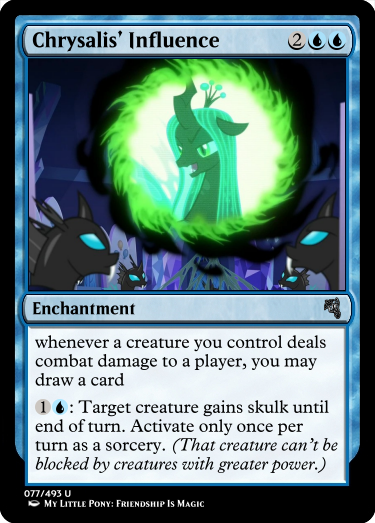 Chrysalis' Influence 2
Enchantment
whenever a creature you control deals
combat damage to a player, you may
draw a card
1 : Target creature gains skulk until
end of turn. Activate only once per
turn as a sorcery. (That creature can't be
blocked by creatures with greater power.)
077/493 U
My Little Pony: Friendship Is Magic